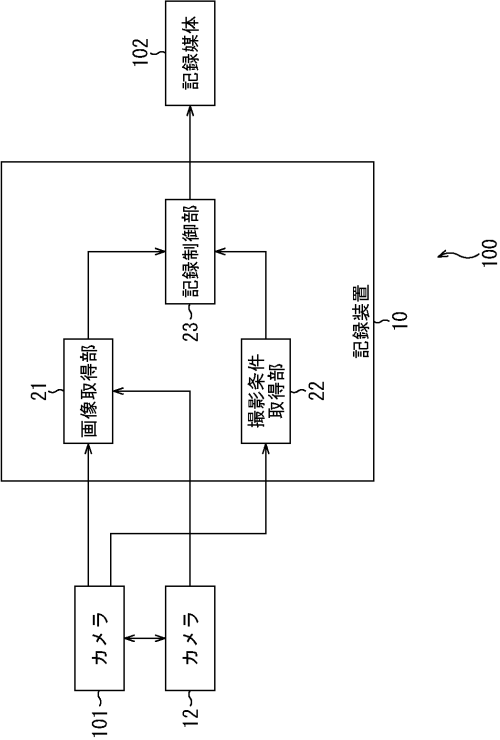 100
101
カメラ
12
カメラ
21
画像取得部
撮影条件
取得部
22
記録制御部
23
記録装置
10
102
記録媒体